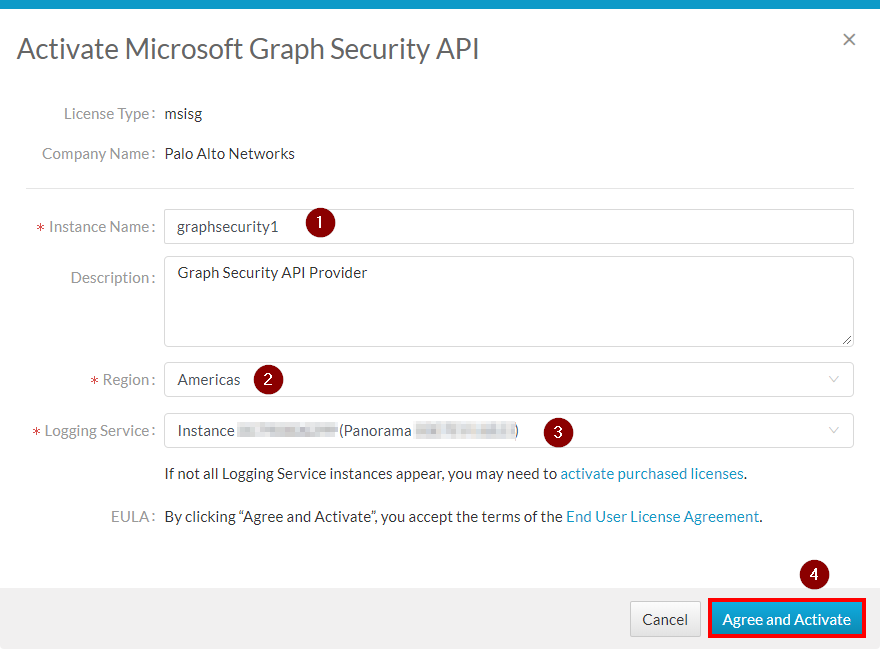 Activate Microsoft Graph Security API
License Type: msisg
Company Name: Palo Alto Networks
* Instance Name: graphsecurity1 1
Description: Graph Security API Provider
* Region: Americas 2
* Logging Service: Instance (Panorama ) 3
If not all Logging Service instances appear, you may need to activate purchased licenses.
EULA: By clicking “Agree and Activate”, you accept the terms of the End User License Agreement.
4
Cancel Agree and Activate